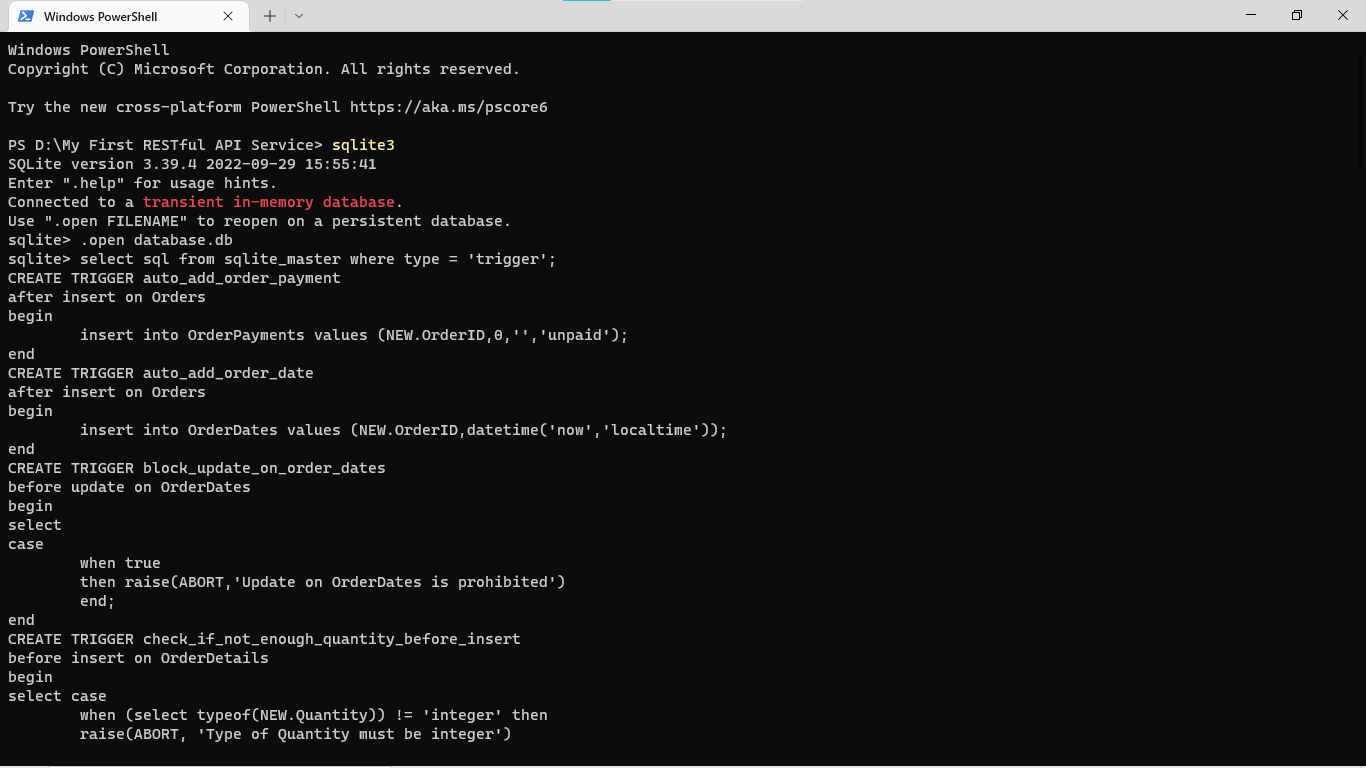 Windows PowerShell
Windows PowerShell
Copyright (C) Microsoft Corporation. All rights reserved.
Try the new cross-platform PowerShell https://aka.ms/pscore6
PS D:\My First RESTful API Service> sqlite3
SQLite version 3.39.4 2022-09-29 15:55:41
Enter ".help" for usage hints.
Connected to a transient in-memory database.
Use ".open FILENAME" to reopen on a persistent database.
sqlite> .open database.db
sqlite> select sql from sqlite_master where type = 'trigger';
CREATE TRIGGER auto_add_order_payment
after insert on Orders
begin
        insert into OrderPayments values (NEW.OrderID,0,'','unpaid');
end
CREATE TRIGGER auto_add_order_date
after insert on Orders
begin
        insert into OrderDates values (NEW.OrderID,datetime('now','localtime'));
end
CREATE TRIGGER block_update_on_order_dates
before update on OrderDates
begin
select
case
        when true
        then raise(ABORT,'Update on OrderDates is prohibited')
        end;
end
CREATE TRIGGER check_if_not_enough_quantity_before_insert
before insert on OrderDetails
begin
select case
        when (select typeof(NEW.Quantity)) != 'integer' then
        raise(ABORT, 'Type of Quantity must be integer')